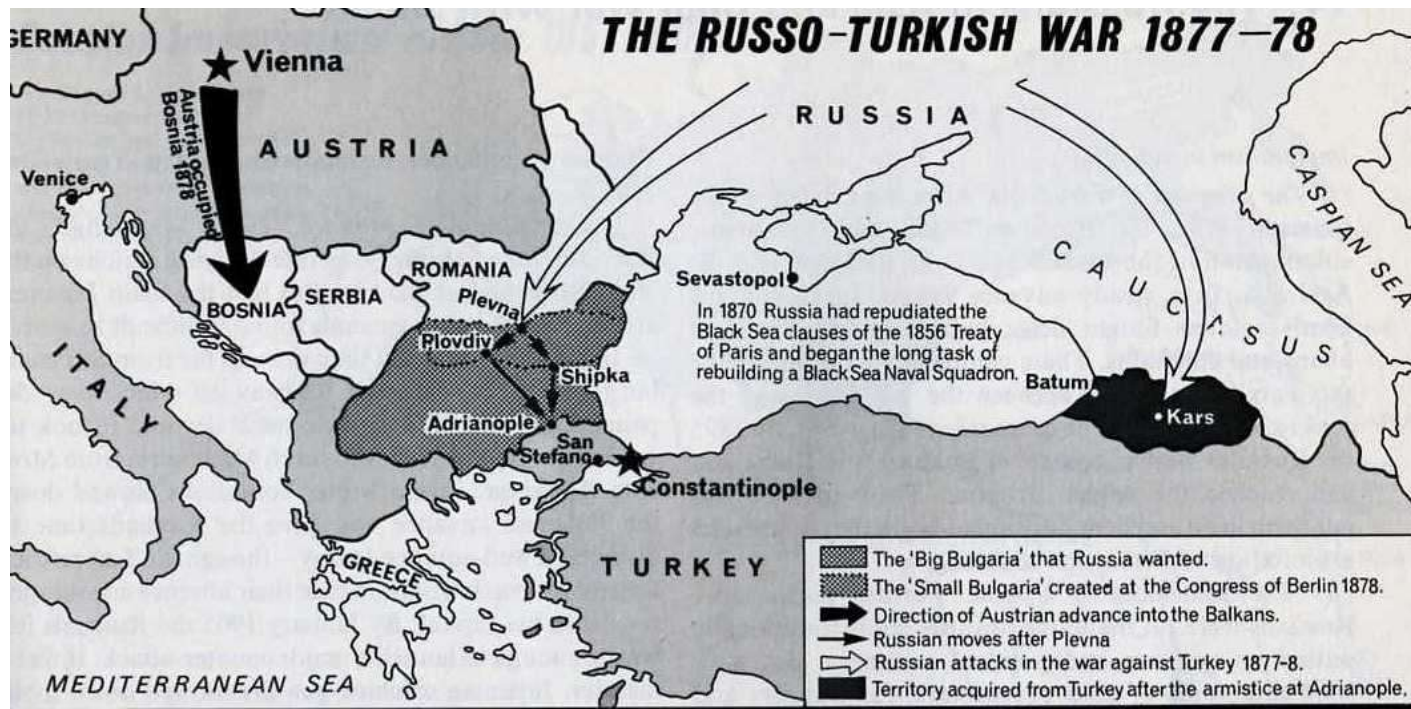 THE RUSSO-TURKISH WAR 1877-78
GERMANY
Vienna
Austria occupied
Bosnia 1878
AUSTRIA
RUSSIA
Venice
CASPIAN SEA
CAUCASUS
ROMANIA
SERBIA
BOSNIA
Plevna
Plovdiv
Shipka
Sevastopol
In 1870 Russia had repudiated the
Black Sea clauses of the 1856 Treaty
of Paris and began the long task of
rebuilding a Black Sea Naval Squadron.
Batum
Kars
ITALY
Adrianople
San
Stefano
Constantinople
GREECE
TURKEY
MEDITERRANEAN SEA
The 'Big Bulgaria' that Russia wanted.
The 'Small Bulgaria' created at the Congress of Berlin 1878.
Direction of Austrian advance into the Balkans.
Russian moves after Plevna.
Russian attacks in the war against Turkey 1877-8.
Territory acquired from Turkey after the armistice at Adrianople.